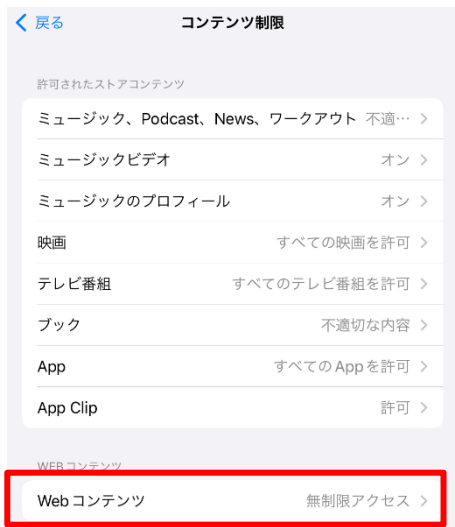 戻る コンテンツ制限
許可されたストアコンテンツ
ミュージック、Podcast、News、ワークアウト 不適…
ミュージックビデオ オン
ミュージックのプロフィール オン
映画 すべての映画を許可
テレビ番組 すべてのテレビ番組を許可
ブック 不適切な内容
App すべてのAppを許可
App Clip 許可
WEBコンテンツ
Webコンテンツ 無制限アクセス